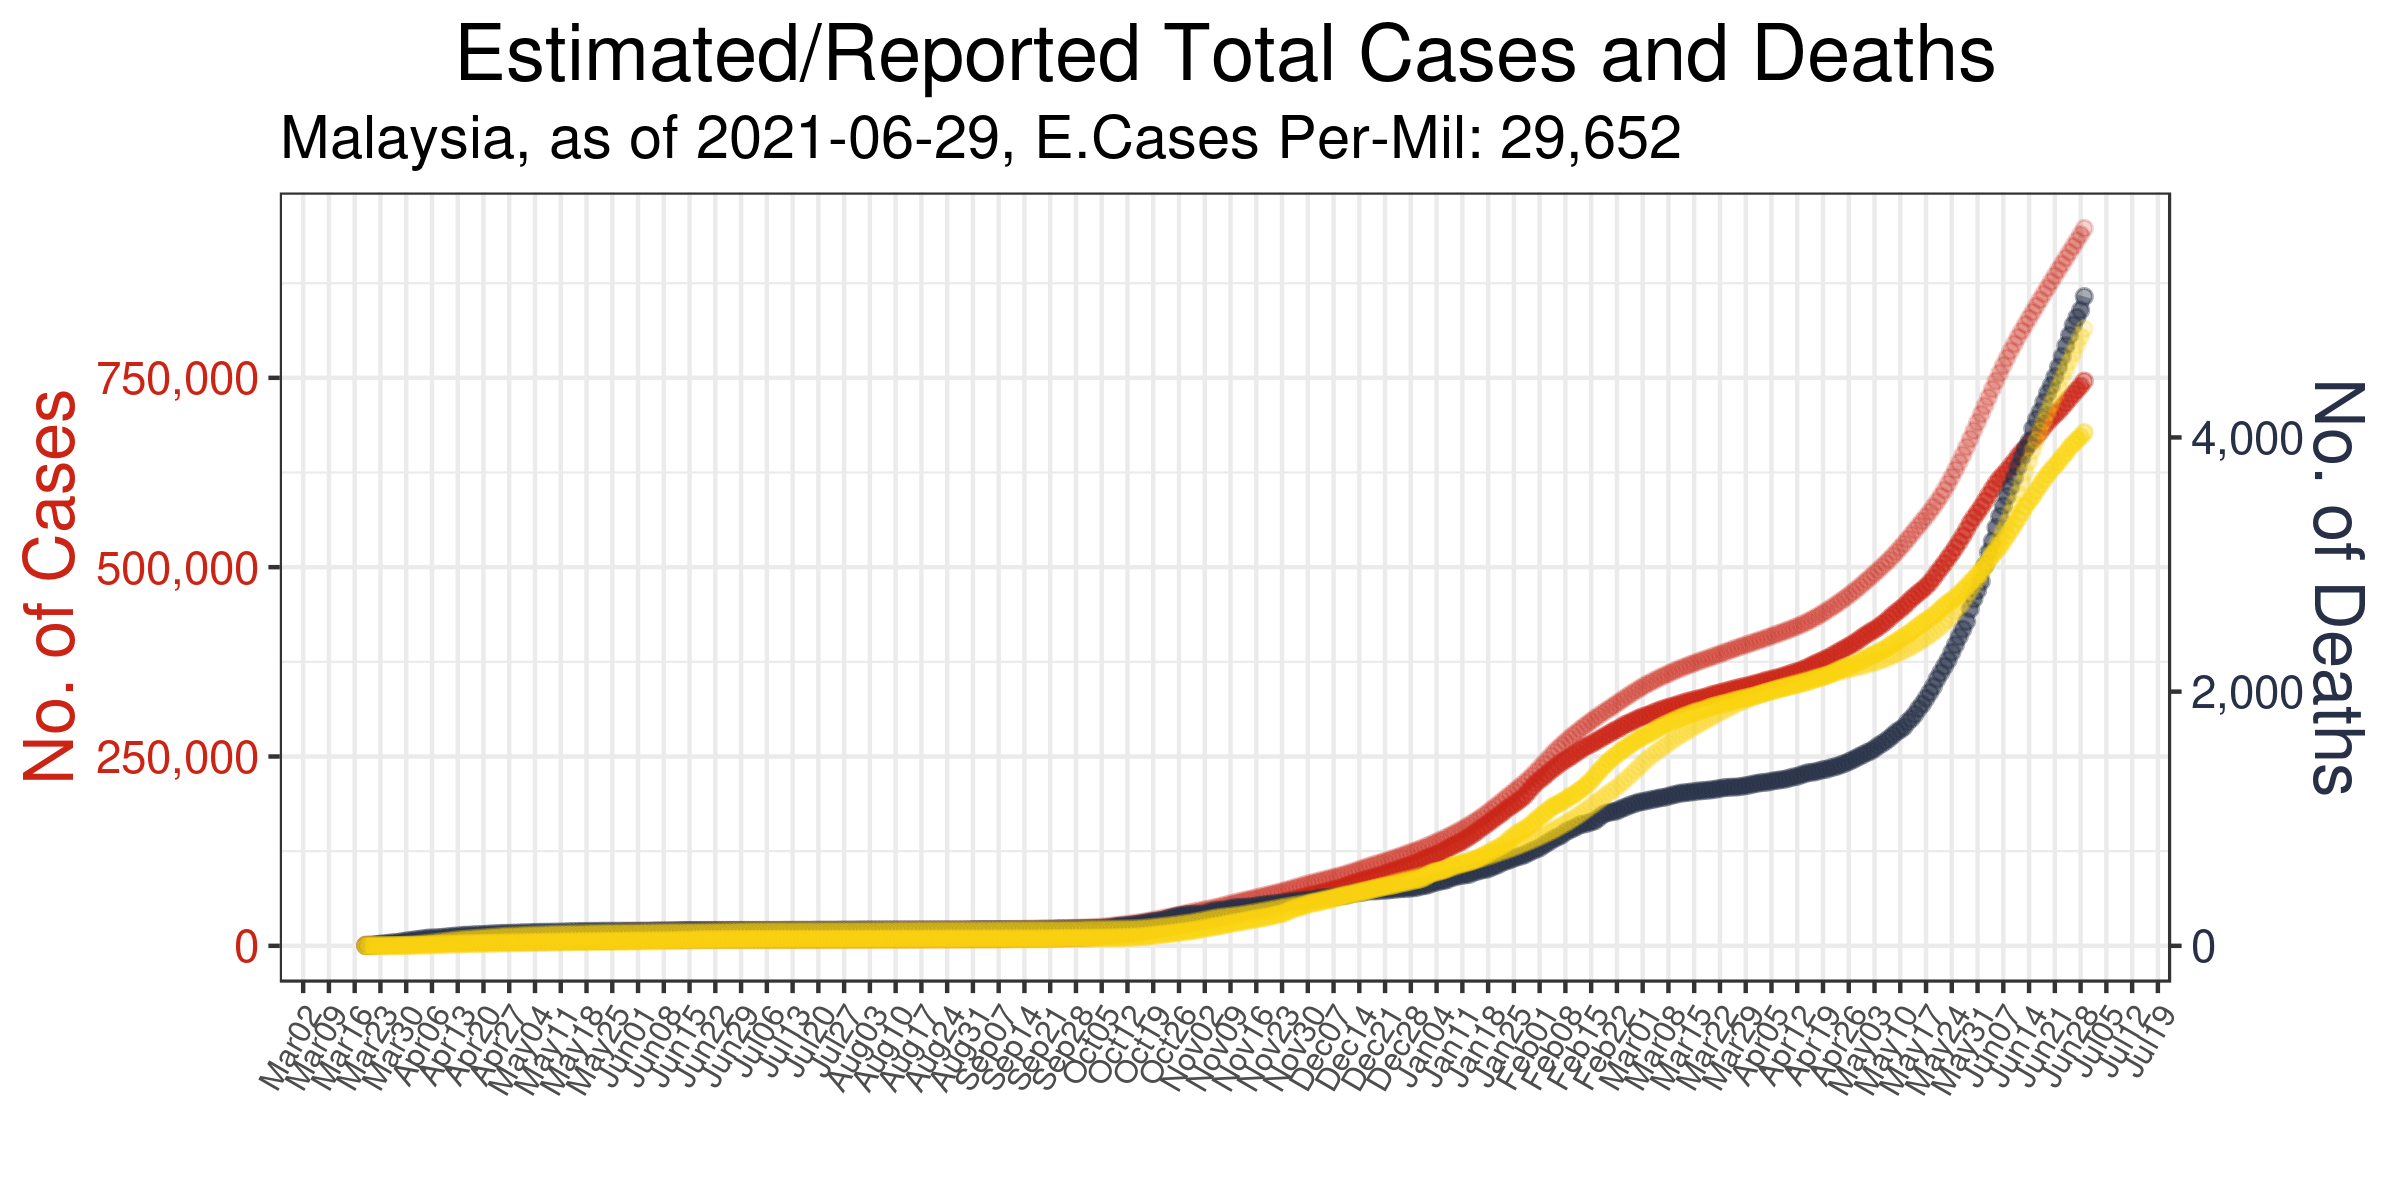 Estimated/Reported Total Cases and Deaths
Malaysia, as of 2021-06-29, E.Cases Per-Mil: 29,652
No. of Cases
750,000
500,000
250,000
0
4,000
2,000
0
No. of Deaths
Mar02
Mar09
Mar16
Mar23
Mar30
Apr06
Apr13
Apr20
Apr27
May04
May11
May18
May25
Jun01
Jun08
Jun15
Jun22
Jun29
Jul06
Jul13
Jul20
Jul27
Aug03
Aug10
Aug17
Aug24
Aug31
Sep07
Sep14
Sep21
Sep28
Oct05
Oct12
Oct19
Oct26
Nov02
Nov09
Nov16
Nov23
Nov30
Dec07
Dec14
Dec21
Dec28
Dec04
Jan11
Jan18
Jan25
Feb01
Feb08
Feb15
Feb22
Mar01
Mar08
Mar15
Mar22
Mar29
Apr05
Apr12
Apr19
Apr26
May03
May10
May17
May24
May31
May07
Jun14
Jun21
Jun28
Jun05
Jul12
Jul19